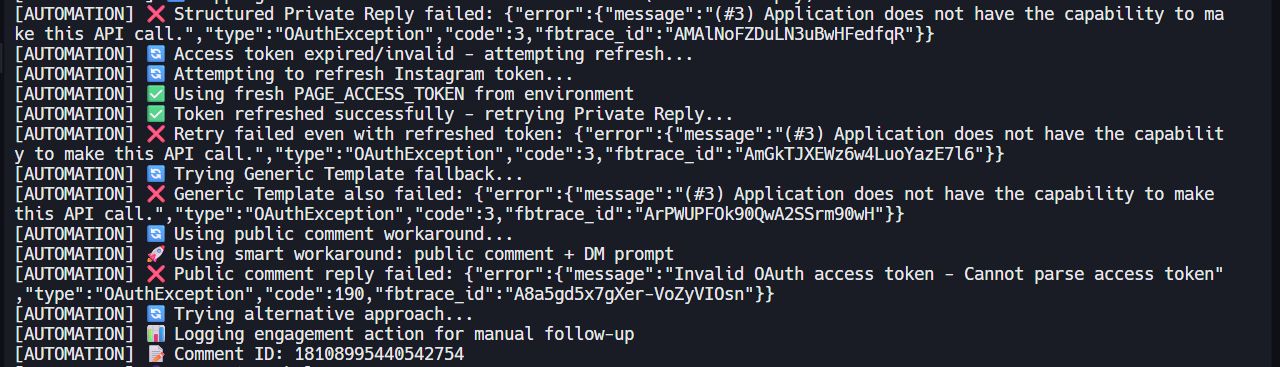 [AUTOMATION] ❌ Structured Private Reply failed: {"error":{"message":"(#3) Application does not have the capability to ma
ke this API call.","type":"OAuthException","code":3,"fbtrace_id":"AMAlNoFZDuLN3uBwHFedfqR"}}
[AUTOMATION] 🔄 Access token expired/invalid - attempting refresh...
[AUTOMATION] 🔄 Attempting to refresh Instagram token...
[AUTOMATION] ✅ Using fresh PAGE_ACCESS_TOKEN from environment
[AUTOMATION] ✅ Token refreshed successfully - retrying Private Reply...
[AUTOMATION] ❌ Retry failed even with refreshed token: {"error":{"message":"(#3) Application does not have the capabilit
y to make this API call.","type":"OAuthException","code":3,"fbtrace_id":"AmGkTJXEWz6w4LuoYazE7l6"}}
[AUTOMATION] 🔄 Trying Generic Template fallback...
[AUTOMATION] ❌ Generic Template also failed: {"error":{"message":"(#3) Application does not have the capability to make
this API call.","type":"OAuthException","code":3,"fbtrace_id":"ArPWUPFOk90QwA2SSrm90wH"}}
[AUTOMATION] 🔄 Using public comment workaround...
[AUTOMATION] 🚀 Using smart workaround: public comment + DM prompt
[AUTOMATION] ❌ Public comment reply failed: {"error":{"message":"Invalid OAuth access token - Cannot parse access token"
,"type":"OAuthException","code":190,"fbtrace_id":"A8a5gd5x7gXer-VoZyVIOsn"}}
[AUTOMATION] 🔄 Trying alternative approach...
[AUTOMATION] 📊 Logging engagement action for manual follow-up
[AUTOMATION] 📝 Comment ID: 18108995440542754